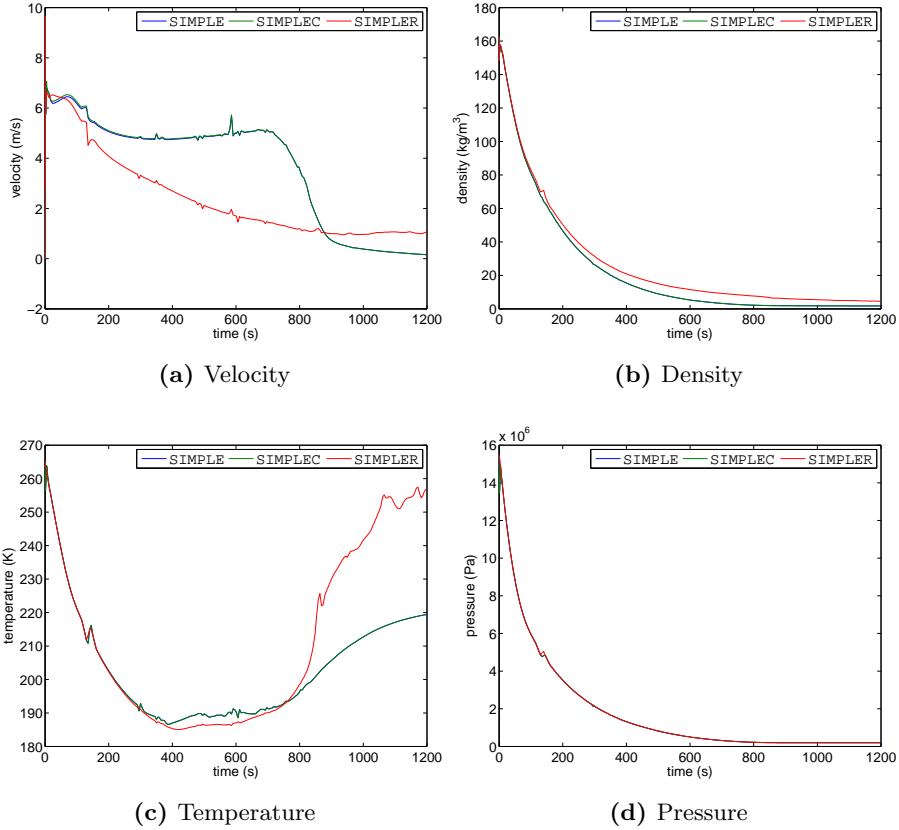 SIMPLE SIMPLEC SIMPLER
10
8
6
4
2
0
−2
velocity (m/s)
0 200 400 600 800 1000 1200
time (s)
(a) Velocity
SIMPLE SIMPLEC SIMPLER
180
160
140
120
100
80
60
40
20
0
density (kg/m³)
0 200 400 600 800 1000 1200
time (s)
(b) Density
SIMPLE SIMPLEC SIMPLER
270
260
250
240
230
220
210
200
190
180
temperature (K)
0 200 400 600 800 1000 1200
time (s)
(c) Temperature
x 10⁶
SIMPLE SIMPLEC SIMPLER
16
14
12
10
8
6
4
2
0
pressure (Pa)
0 200 400 600 800 1000 1200
time (s)
(d) Pressure